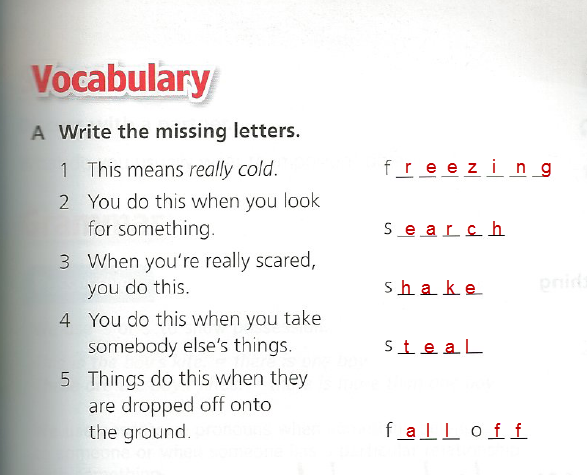 Vocabulary
A Write the missing letters.
1 This means really cold.
f r e e z i n g
2 You do this when you look
for something.
s e a r c h
3 When you're really scared,
you do this.
s h a k e
4 You do this when you take
somebody else's things.
s t e a l
5 Things do this when they
are dropped off onto
the ground.
f a l l o f f